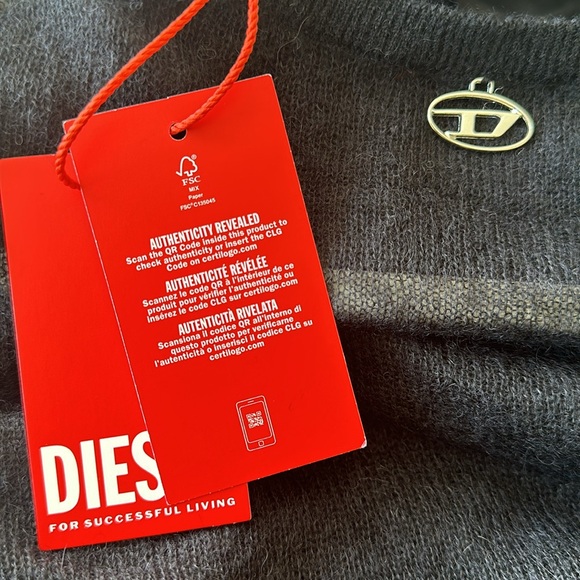 FSC
MIX
Paper
FSC® C135045
AUTHENTICITY REVEALED
Scan the QR Code inside this product to
check authenticity or insert the CLG
Code on certilogo.com
AUTHENTICITÉ RÉVÉLÉE
Scannez le code QR à l'intérieur de ce
produit pour vérifier l'authenticité ou
insérez le code CLG sur certilogo.com
AUTENTICITÀ RIVELATA
Scansiona il codice QR all'interno di
questo prodotto per verificarne
l'autenticità o inserisci il codice CLG su
certilogo.com
DIES
FOR SUCCESSFUL LIVING
D